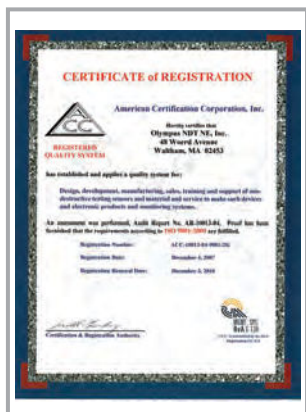 CERTIFICATE of REGISTRATION
American Certification Corporation, Inc.
ACC
REGISTERED
QUALITY SYSTEM
Hereby certifies that
Olympus NDT NE, Inc.
48 Woerd Avenue
Waltham, MA 02453
has established and applies a quality system for:
Design, development, manufacturing, sales, training and support of non-
destructive testing sensors and material and service to make such devices
and electronic products and monitoring systems.
An assessment was performed, Audit Report No. AR-10013-04. Proof has been
furnished that the requirements according to ISO 9001:2000 are fulfilled.
Registration Number:
Registration Date: December 4, 2007
Registration Renewal Date: December 4, 2010
Certification & Registration Authority